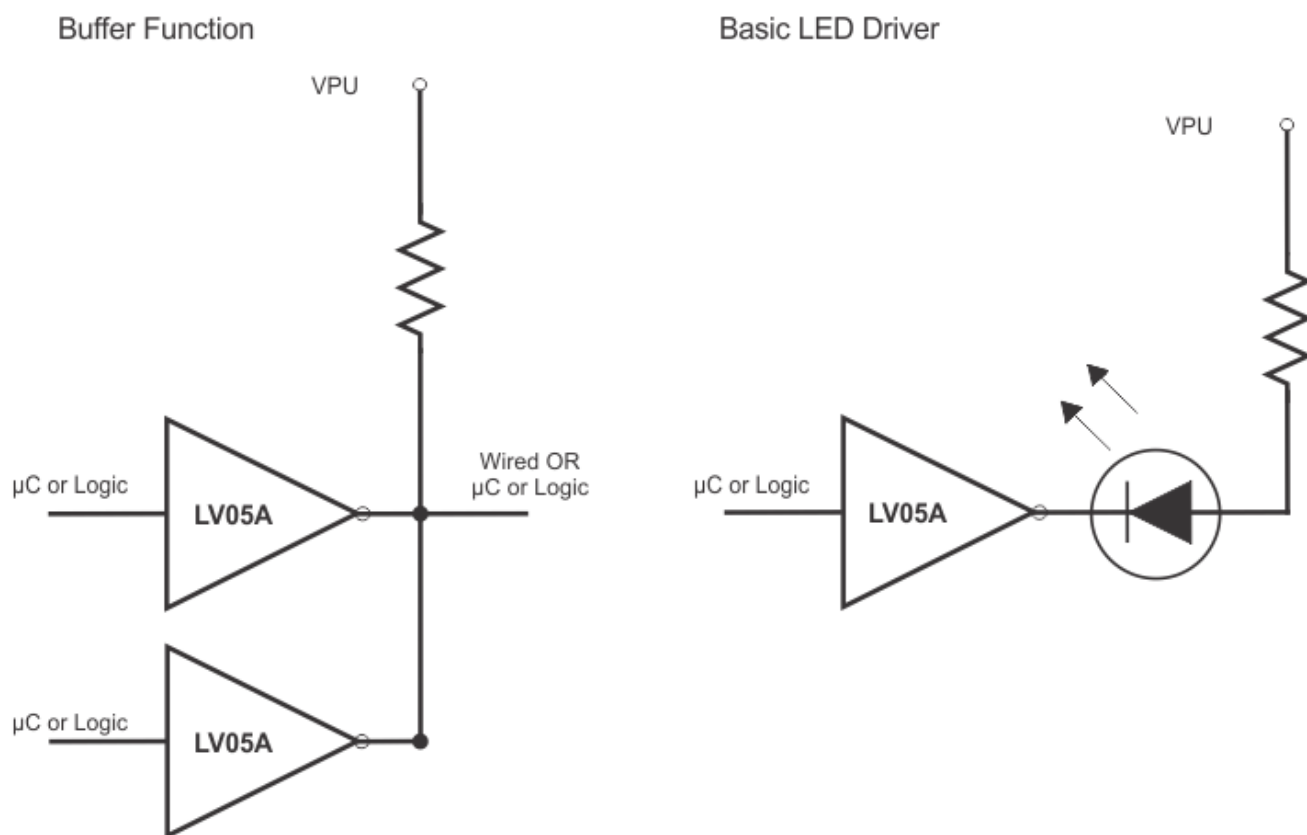 Buffer Function
VPU
µC or Logic
LV05A
Wired OR
µC or Logic
µC or Logic
LV05A
Basic LED Driver
VPU
µC or Logic
LV05A